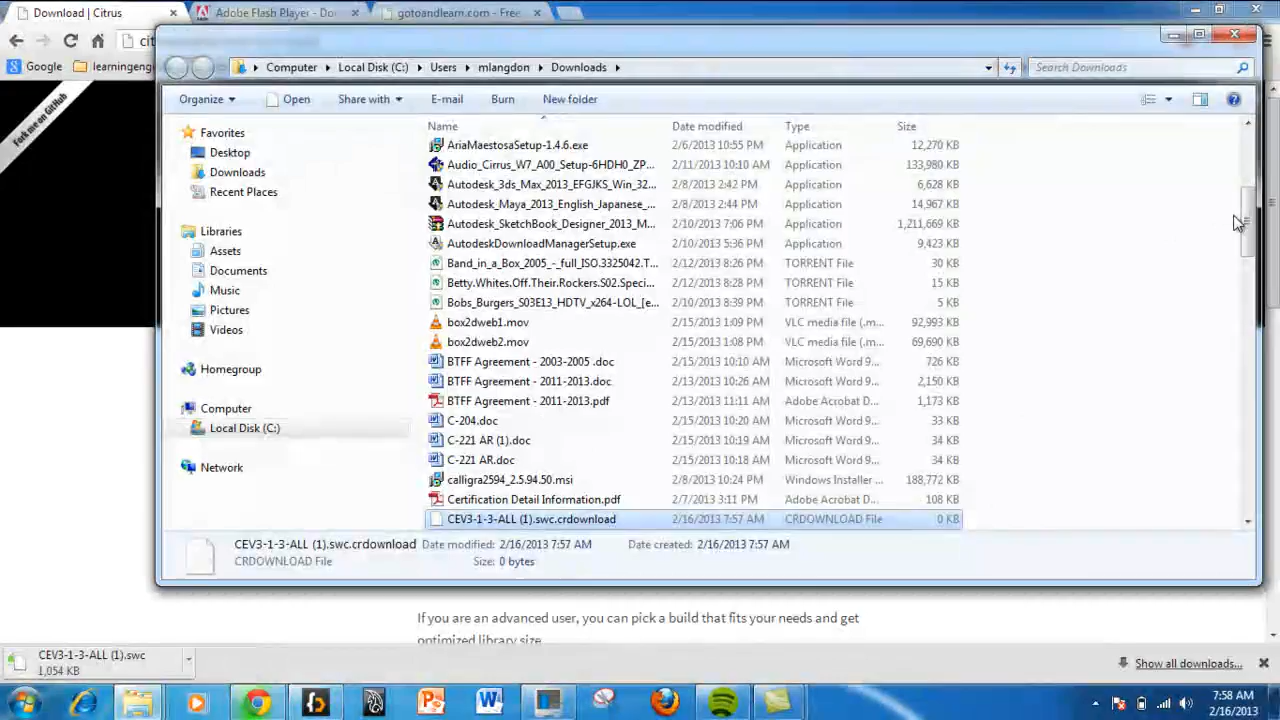 Download | Citrus
Adobe Flash Player - Do
gotoandlearn.com - Free
cit
Google
learningeng
Fork me on GitHub
Computer
Local Disk (C:)
Users
mlangdon
Downloads
Search Downloads
Organize
Open
Share with
E-mail
Burn
New folder
Name
Date modified
Type
Size
Favorites
Desktop
Downloads
Recent Places
Libraries
Assets
Documents
Music
Pictures
Videos
Homegroup
Computer
Local Disk (C:)
Network
AriaMaestosaSetup-1.4.6.exe 2/6/2013 10:55 PM Application 12,270 KB
Audio_Cirrus_W7_A00_Setup-6HDH0_ZP... 2/11/2013 10:10 AM Application 133,980 KB
Autodesk_3ds_Max_2013_EFGJKS_Win_32... 2/8/2013 2:42 PM Application 6,628 KB
Autodesk_Maya_2013_English_Japanese_... 2/8/2013 2:44 PM Application 14,967 KB
Autodesk_SketchBook_Designer_2013_M... 2/10/2013 7:06 PM Application 1,211,669 KB
AutodeskDownloadManagerSetup.exe 2/10/2013 5:36 PM Application 9,423 KB
Band_in_a_Box_2005_-_full_ISO.3325042.T... 2/12/2013 8:26 PM TORRENT File 30 KB
Betty.Whites.Off.Their.Rockers.S02.Speci... 2/12/2013 8:28 PM TORRENT File 15 KB
Bobs_Burgers_S03E13_HDTV_x264-LOL_[e... 2/10/2013 8:39 PM TORRENT File 5 KB
box2dweb1.mov 2/15/2013 1:09 PM VLC media file (.m... 92,993 KB
box2dweb2.mov 2/15/2013 1:08 PM VLC media file (.m... 69,690 KB
BTFF Agreement - 2003-2005 .doc 2/15/2013 10:10 AM Microsoft Word 9... 726 KB
BTFF Agreement - 2011-2013.doc 2/13/2013 10:26 AM Microsoft Word 9... 2,150 KB
BTFF Agreement - 2011-2013.pdf 2/13/2013 11:11 AM Adobe Acrobat D... 1,173 KB
C-204.doc 2/15/2013 10:20 AM Microsoft Word 9... 33 KB
C-221 AR (1).doc 2/15/2013 10:19 AM Microsoft Word 9... 34 KB
C-221 AR.doc 2/15/2013 10:18 AM Microsoft Word 9... 34 KB
calligra2594_2.5.94.50.msi 2/8/2013 10:24 PM Windows Installer ... 188,772 KB
Certification Detail Information.pdf 2/7/2013 3:11 PM Adobe Acrobat D... 108 KB
CEV3-1-3-ALL (1).swc.crdownload 2/16/2013 7:57 AM CRDOWNLOAD File 0 KB
CEV3-1-3-ALL (1).swc.crdownload Date modified: 2/16/2013 7:57 AM Date created: 2/16/2013 7:57 AM
CRDOWNLOAD File Size: 0 bytes
If you are an advanced user, you can pick a build that fits your needs and get
optimized library size
CEV3-1-3-ALL (1).swc
1,054 KB
Show all downloads...
7:58 AM
2/16/2013